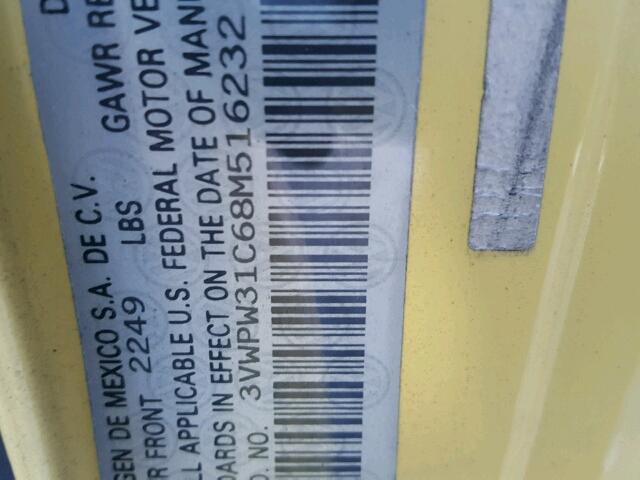 D
GEN DE MEXICO S.A. DE C.V.
R FRONT 2249 LBS GAWR RE
LL APPLICABLE U.S. FEDERAL MOTOR VE
DARDS IN EFFECT ON THE DATE OF MAN
D. NO. 3VWPW31C68M516232